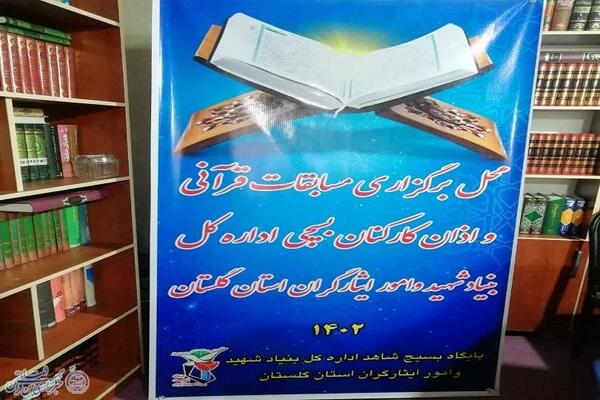 محل برگزاری مسابقات قرآنی
و اذان کارکنان بسیجی اداره کل
بنیاد شهید و امور ایثارگران استان گلستان
۱۴۰۲
پایگاه بسیج شاهد اداره کل بنیاد شهید
وامور ایثارگران استان گلستان